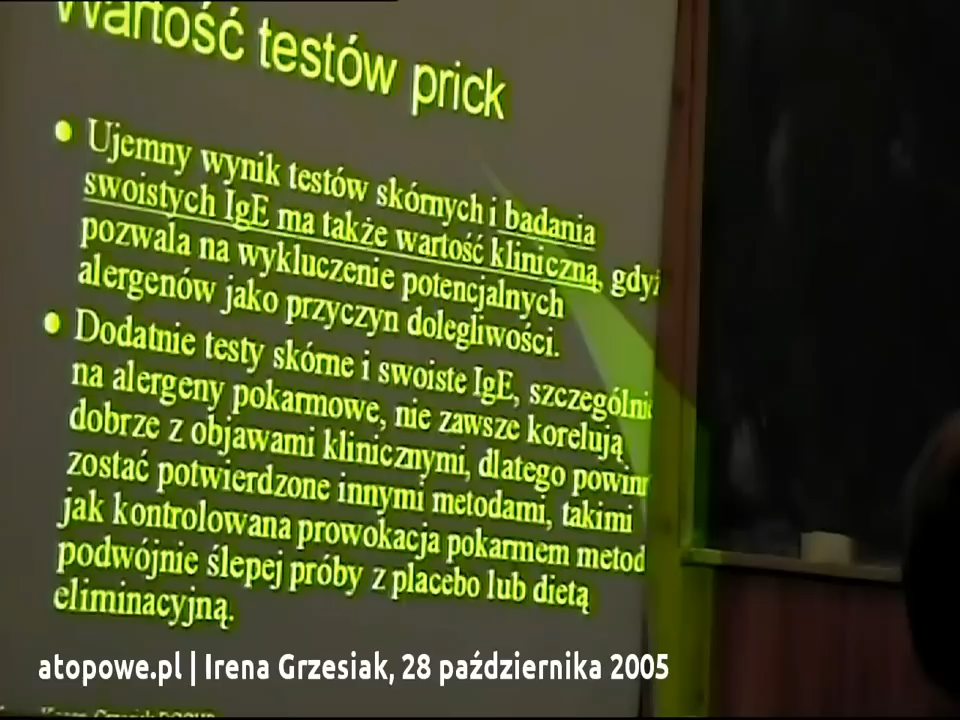 Wartość testów prick
Ujemny wynik testów skórnych i badania
swoistych IgE ma także wartość kliniczną, gdyż
pozwala na wykluczenie potencjalnych
alergenów jako przyczyn dolegliwości.
Dodatnie testy skórne i swoiste IgE, szczególni
na alergeny pokarmowe, nie zawsze korelują
dobrze z objawami klinicznymi, dlatego powinn
zostać potwierdzone innymi metodami, takimi
jak kontrolowana prowokacja pokarmem metod
podwójnie ślepej próby z placebo lub dietą
eliminacyjną.
atopowe.pl | Irena Grzesiak, 28 października 2005